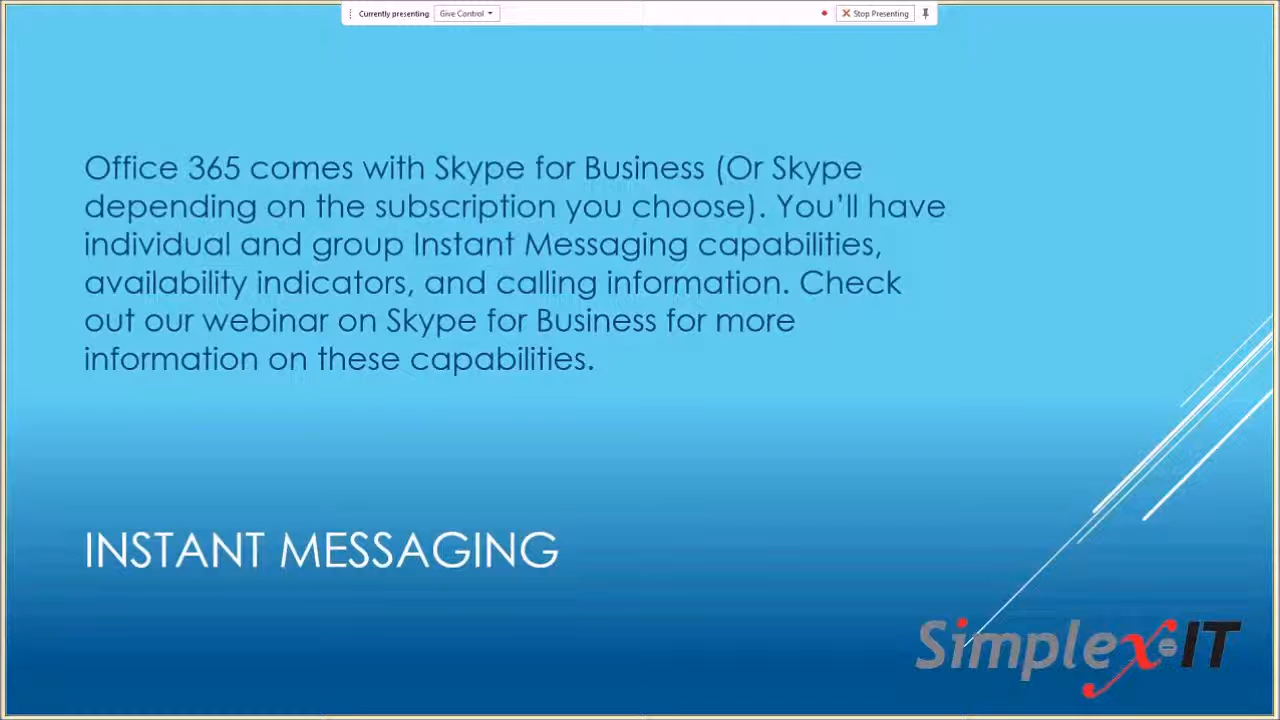 Currently presenting Give Control Stop Presenting
Office 365 comes with Skype for Business (Or Skype
depending on the subscription you choose). You’ll have
individual and group Instant Messaging capabilities,
availability indicators, and calling information. Check
out our webinar on Skype for Business for more
information on these capabilities.
INSTANT MESSAGING
Simplex-IT